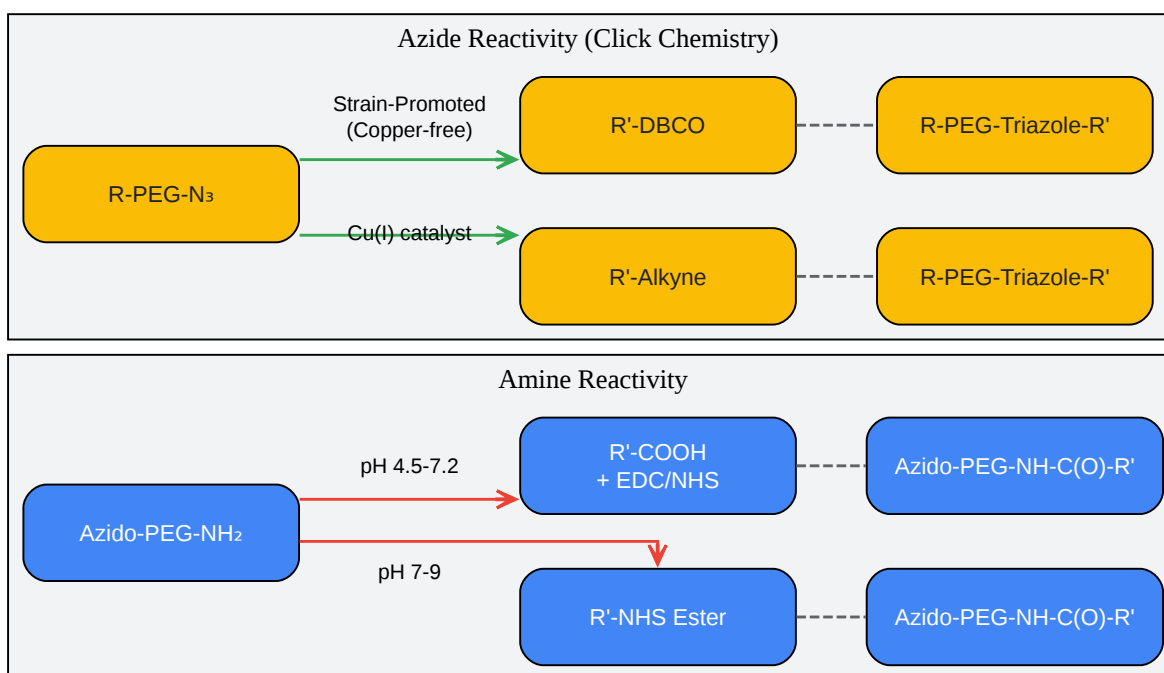 Azide Reactivity (Click Chemistry)
Strain-Promoted
(Copper-free)
R'-DBCO
R-PEG-Triazole-R'
R-PEG-N₃
Cu(I) catalyst
R'-Alkyne
R-PEG-Triazole-R'
Amine Reactivity
R'-COOH
+ EDC/NHS
Azido-PEG-NH-C(O)-R'
pH 4.5-7.2
Azido-PEG-NH₂
pH 7-9
R'-NHS Ester
Azido-PEG-NH-C(O)-R'